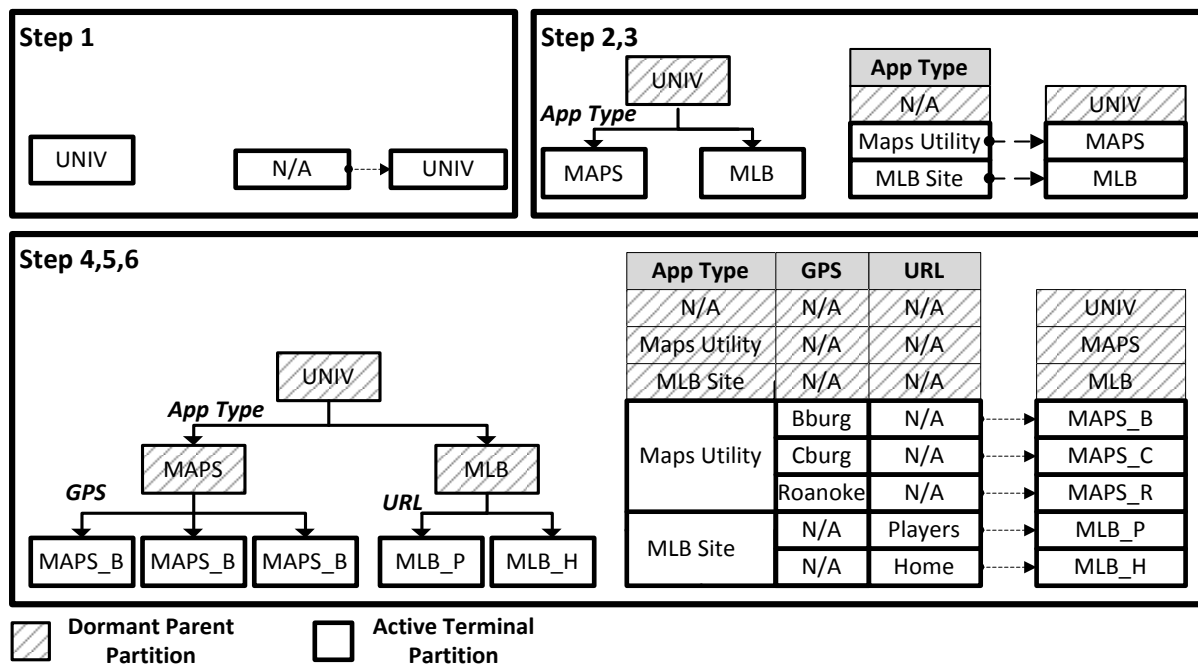 Step 1
UNIV
N/A
UNIV
Step 2,3
UNIV
App Type
MAPS
MLB
App Type
N/A
UNIV
Maps Utility
MAPS
MLB Site
MLB
Step 4,5,6
UNIV
App Type
MAPS
MLB
GPS
URL
MAPS_B
MAPS_B
MAPS_B
MLB_P
MLB_H
App Type GPS URL
N/A N/A N/A UNIV
Maps Utility N/A N/A MAPS
MLB Site N/A N/A MLB
Maps Utility
Bburg N/A MAPS_B
Cburg N/A MAPS_C
Roanoke N/A MAPS_R
MLB Site
N/A Players MLB_P
N/A Home MLB_H
Dormant Parent
Partition
Active Terminal
Partition